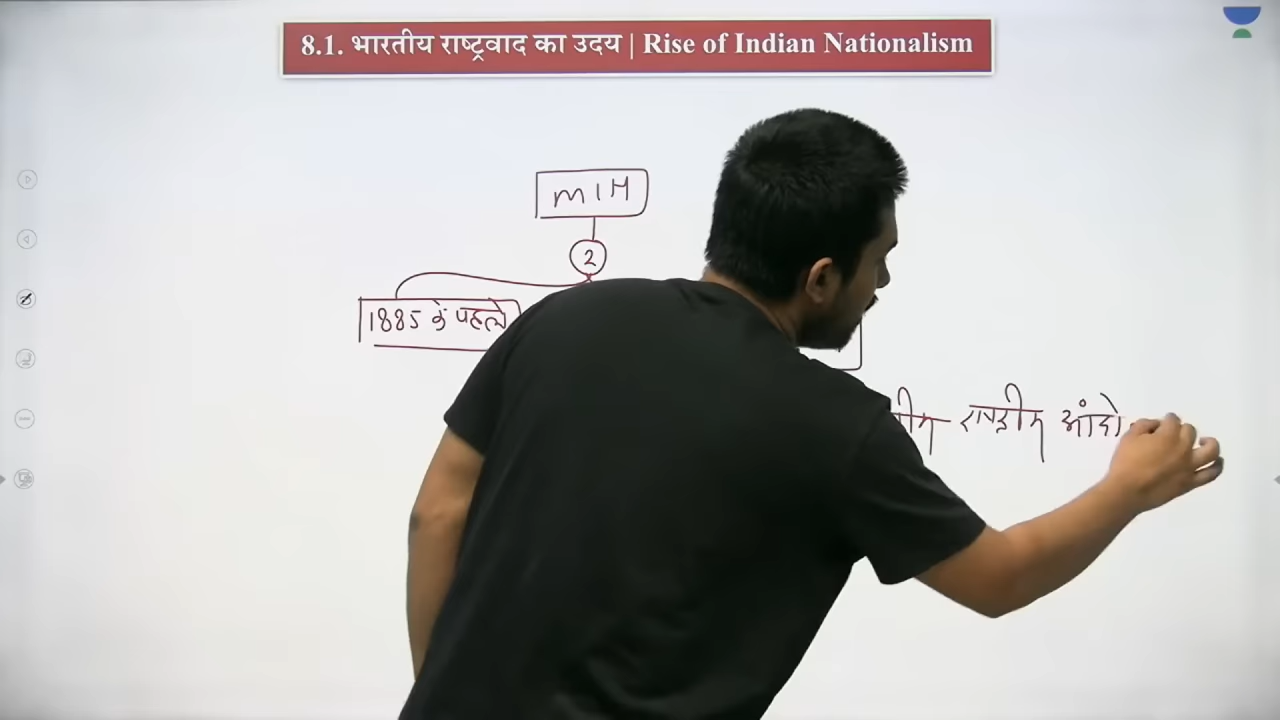 8.1. भारतीय राष्ट्रवाद का उदय | Rise of Indian Nationalism
MIH
2
1885 के पहले
राष्ट्रीय आंदो